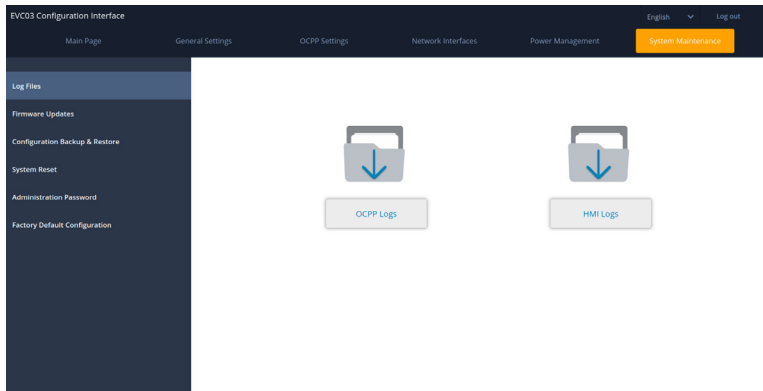 EVC03 Configuration Interface
English
Log out
Main Page
General Settings
OCPP Settings
Network Interfaces
Power Management
System Maintenance
Log Files
Firmware Updates
Configuration Backup & Restore
System Reset
Administration Password
Factory Default Configuration
OCPP Logs
HMI Logs